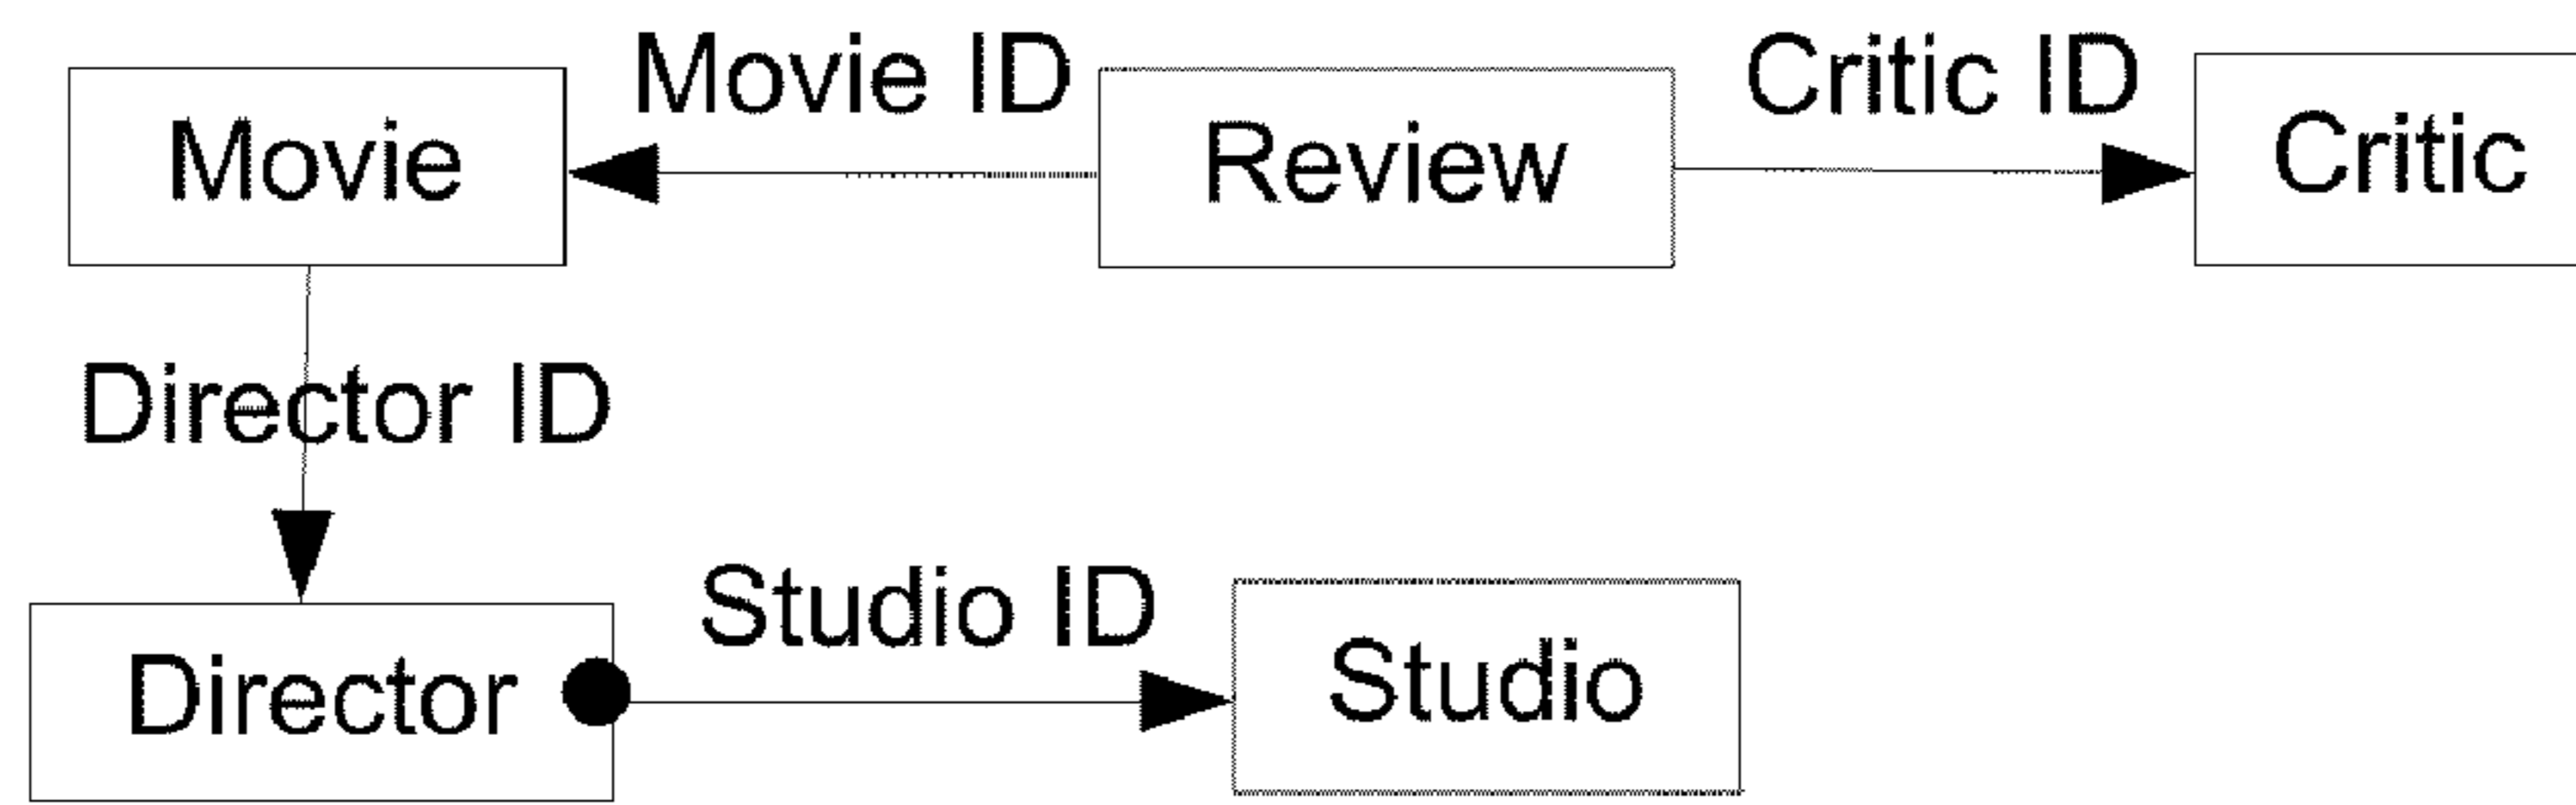 Movie
Movie ID
Review
Critic ID
Critic
Director ID
Director
Studio ID
Studio